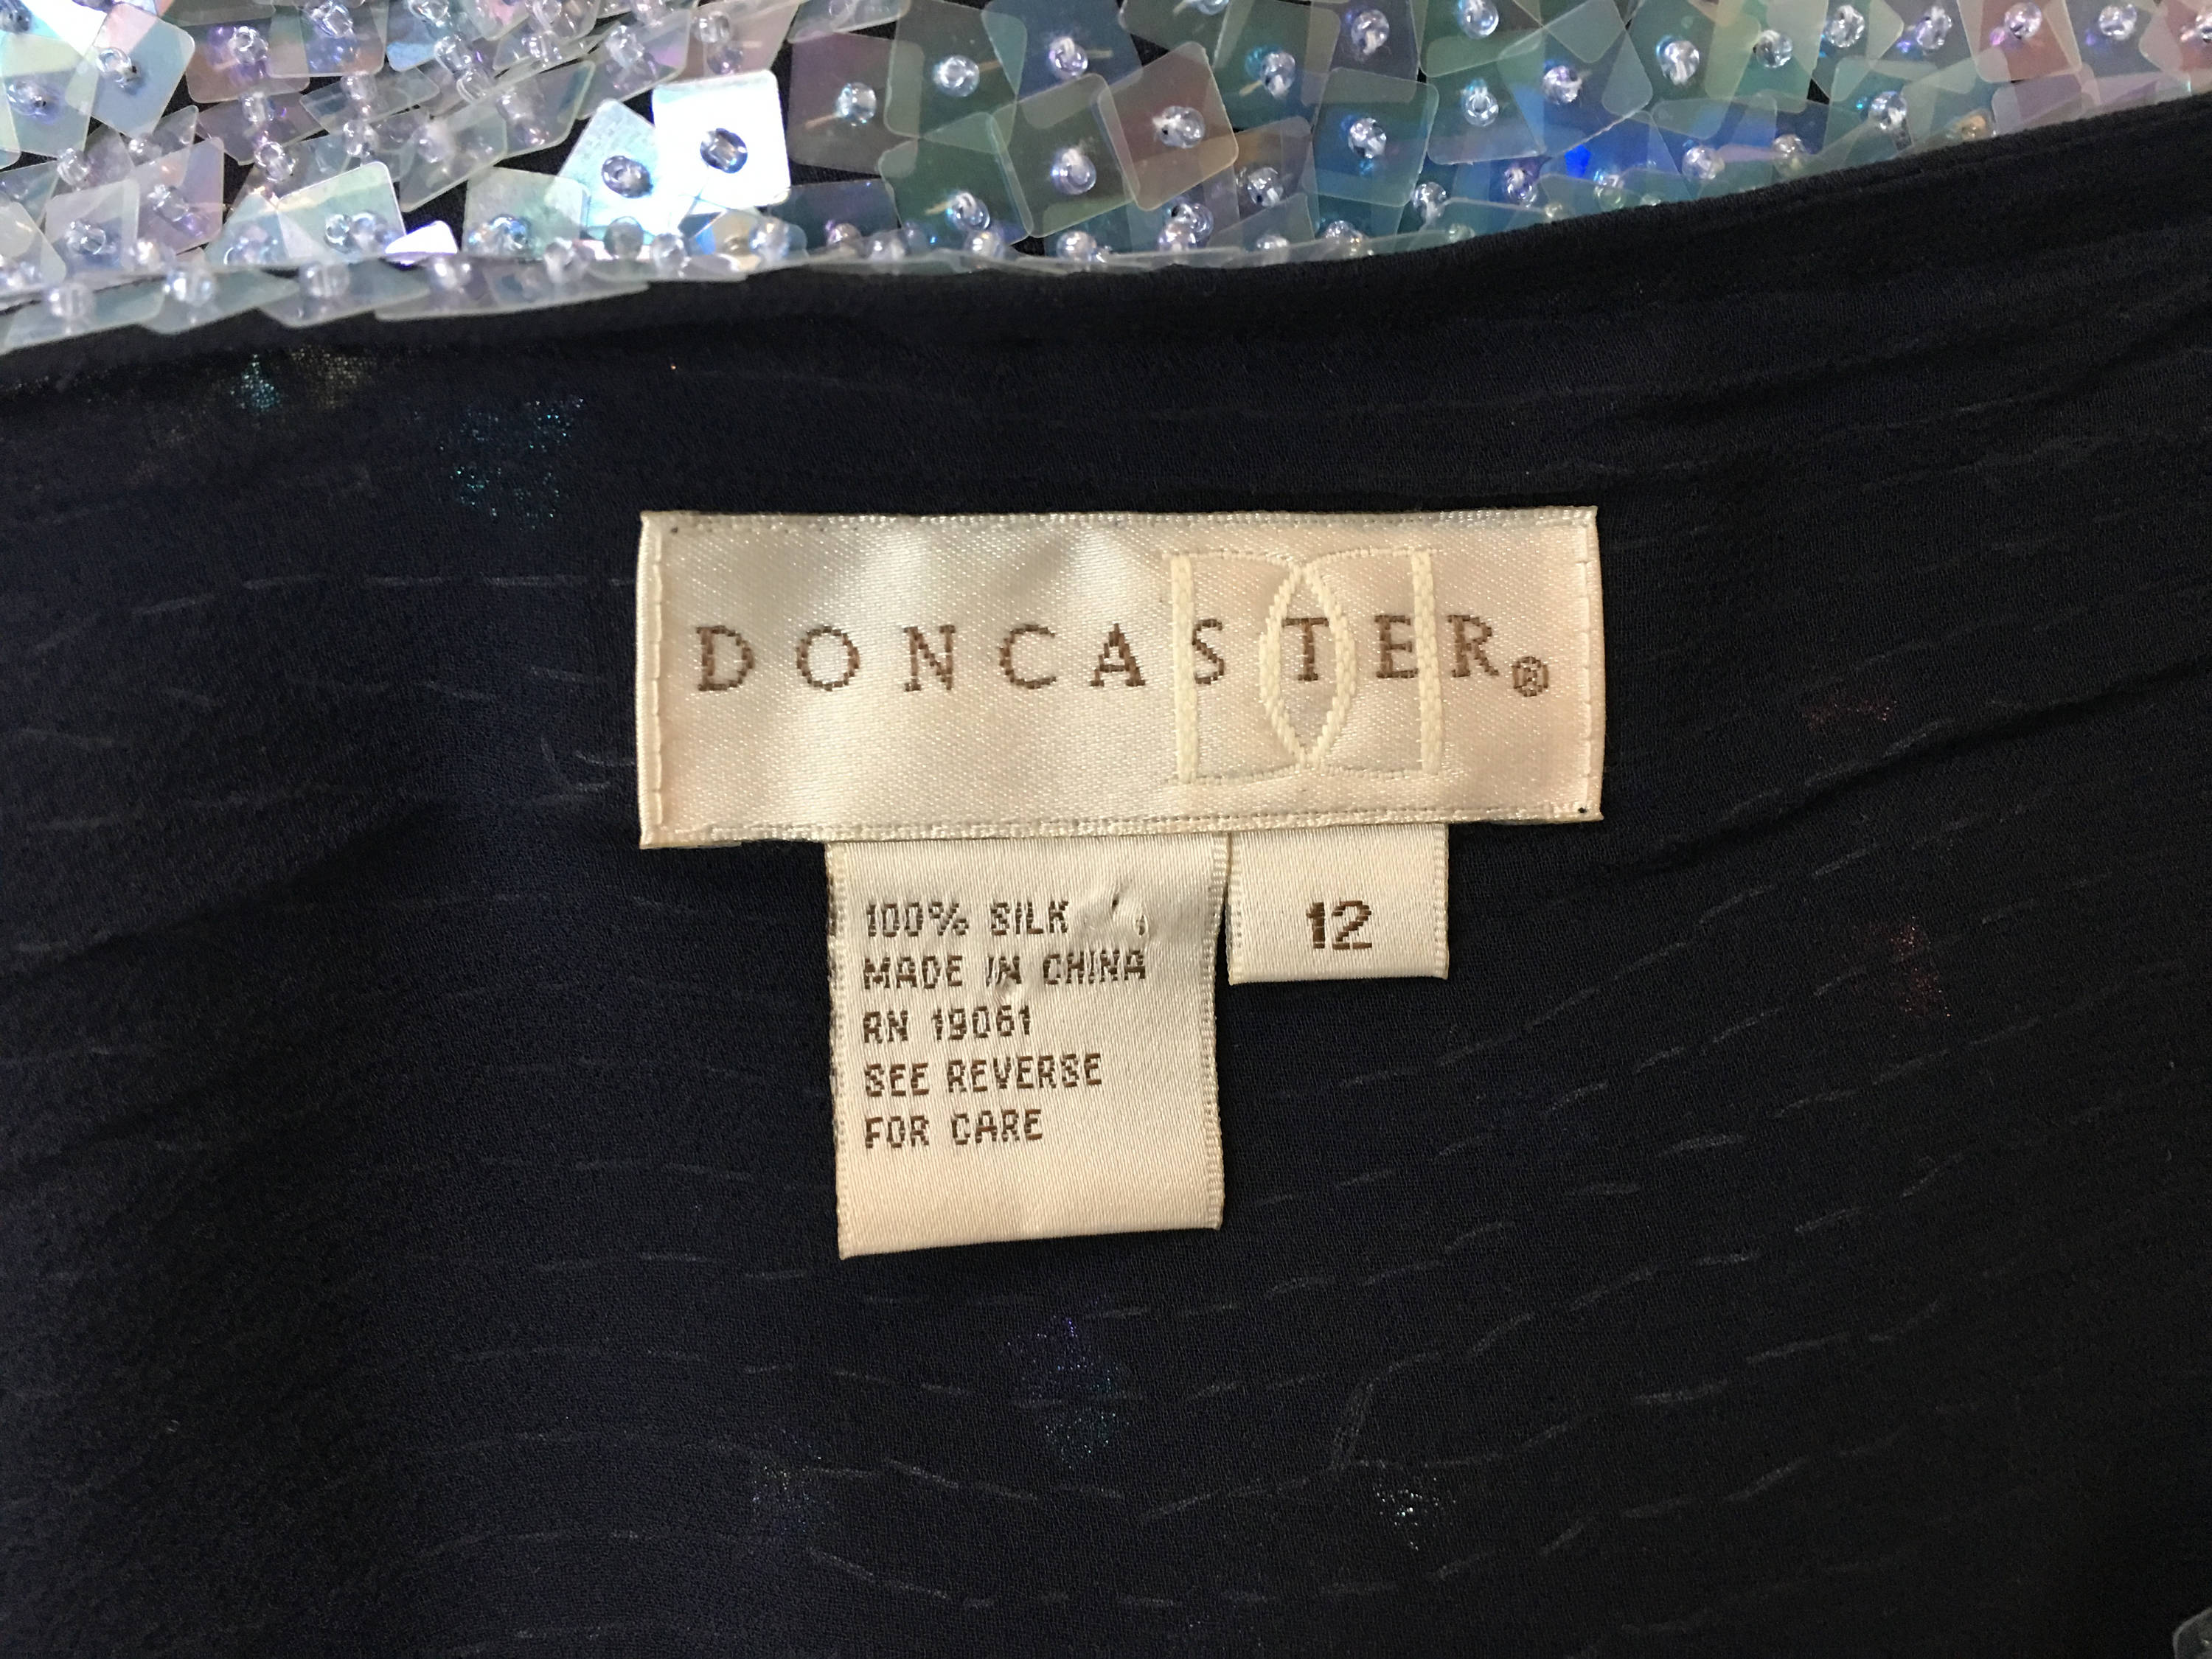 DONCASTER®
100% SILK
MADE IN CHINA
RN 19061
SEE REVERSE
FOR CARE
12